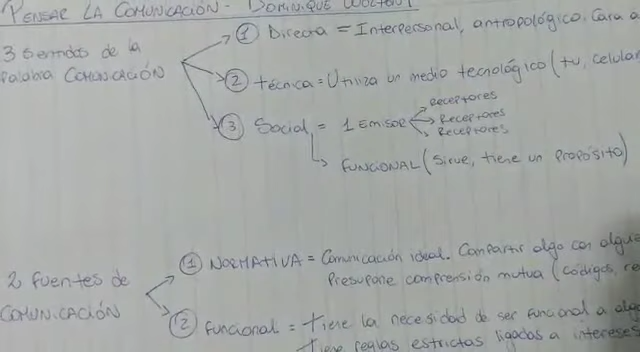 PENSAR LA COMUNICACIÓN - DOMINIQUE WOLTON
3 sentidos de la palabra COMUNICACIÓN
① Directa = Interpersonal, antropológico. Cara a
② técnica = Utiliza un medio tecnológico (tv, celular
③ Social = 1 EMISOR
Receptores
Receptores
Receptores
FUNCIONAL (sirve, tiene un propósito)
2 fuentes de COMUNICACIÓN
① NORMATIVA = Comunicación ideal. Compartir algo con
Presupone comprensión mutua (códigos,
② funcional = tiene la necesidad de ser funcional a
tiene reglas estrictas ligadas a intereses